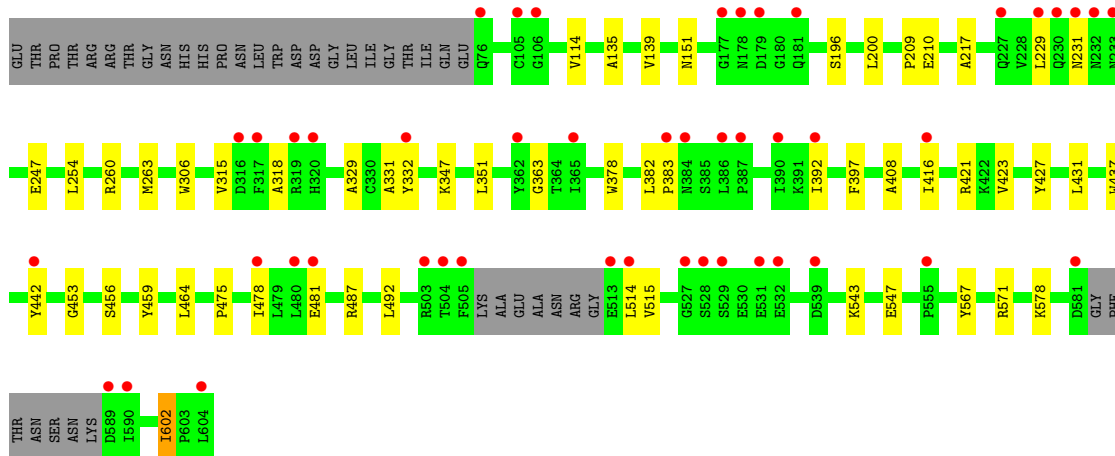 GLU THR PRO THR THR ARG ARG THR GLY ASN HIS HIS PRO ASN LEU TRP ASP ASP GLY LEU ILE GLY THR ILE GLN GLU Q76 C105 G106 V114 A135 V139 N151 G177 N178 D179 G180 Q181 S196 L200 P209 E210 A217 Q227 V228 L229 Q230 N231 N232 N233
E247 L254 R260 M263 W306 V315 D316 F317 A318 R319 H320 A329 C330 A331 Y332 K347 L351 Y362 G363 T364 I365 W378 L382 P383 N384 S385 L386 P387 I390 K391 I392 F397 A408 I416 R421 K422 V423 Y427 L431 W437
Y442 G453 S456 Y459 L464 P475 I478 L479 L480 E481 R487 L492 R503 T504 F505 LYS ALA GLU ALA ASN ARG GLY E513 L514 V515 G527 S528 S529 E530 E531 E532 D539 K543 E547 P555 Y567 R571 K578 D581 GLY PHE
THR ASN SER ASN LYS D589 I590 I602 P603 L604